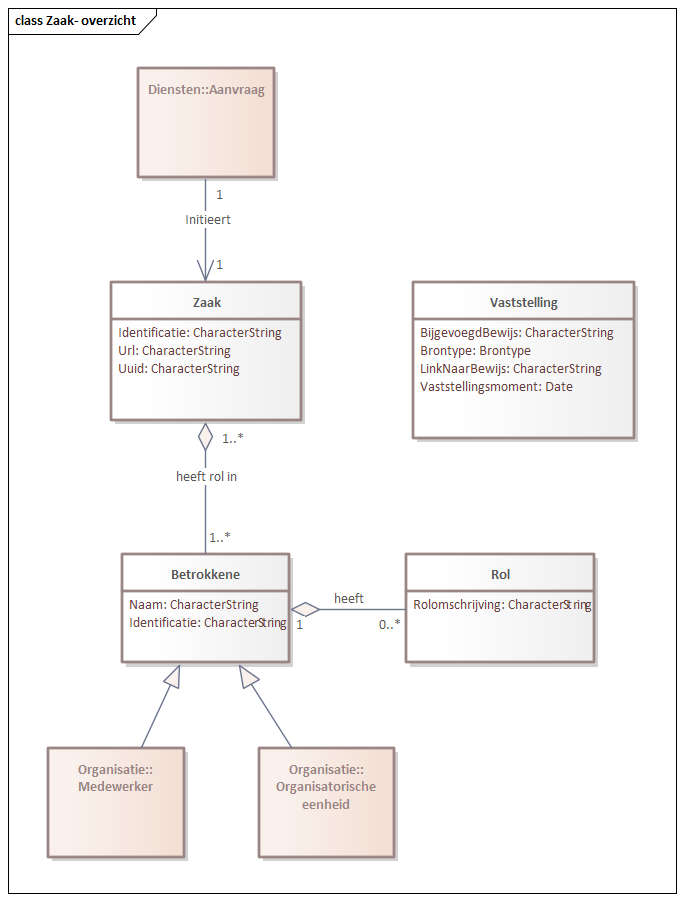 class Zaak- overzicht
Diensten::Aanvraag
1
Initieert
1
Zaak
Identificatie: CharacterString
Url: CharacterString
Uuid: CharacterString
Vaststelling
BijgevoegdBewijs: CharacterString
Brontype: Brontype
LinkNaarBewijs: CharacterString
Vaststellingsmoment: Date
1..*
heeft rol in
1..*
Betrokkene
Naam: CharacterString
Identificatie: CharacterString
heeft
1
0..*
Rol
Rolomschrijving: CharacterString
Organisatie::
Medewerker
Organisatie::
Organisatorische
eenheid